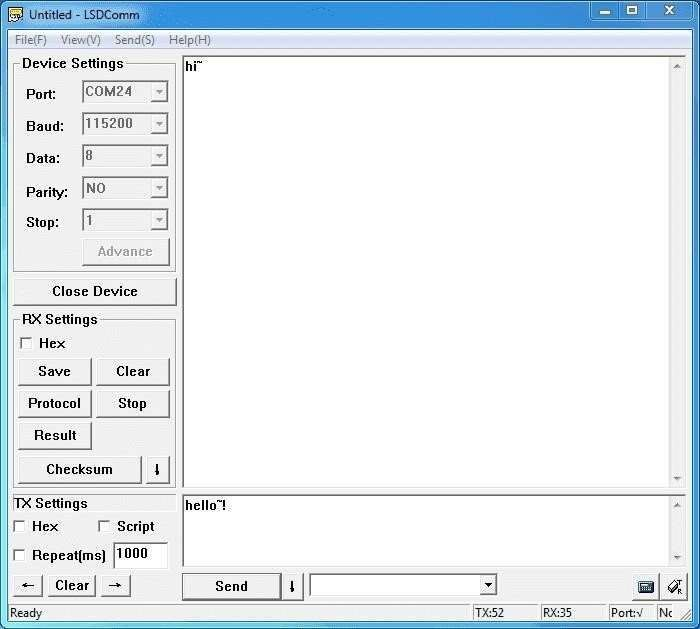 Untitled - LSDComm
File(F) View(V) Send(S) Help(H)
Device Settings
Port: COM24
Baud: 115200
Data: 8
Parity: NO
Stop: 1
Advance
Close Device
RX Settings
Hex
Save Clear
Protocol Stop
Result
Checksum
hi~
TX Settings
Hex Script
Repeat(ms) 1000
Clear
hello~!
Send
Ready TX:52 RX:35 Port:√